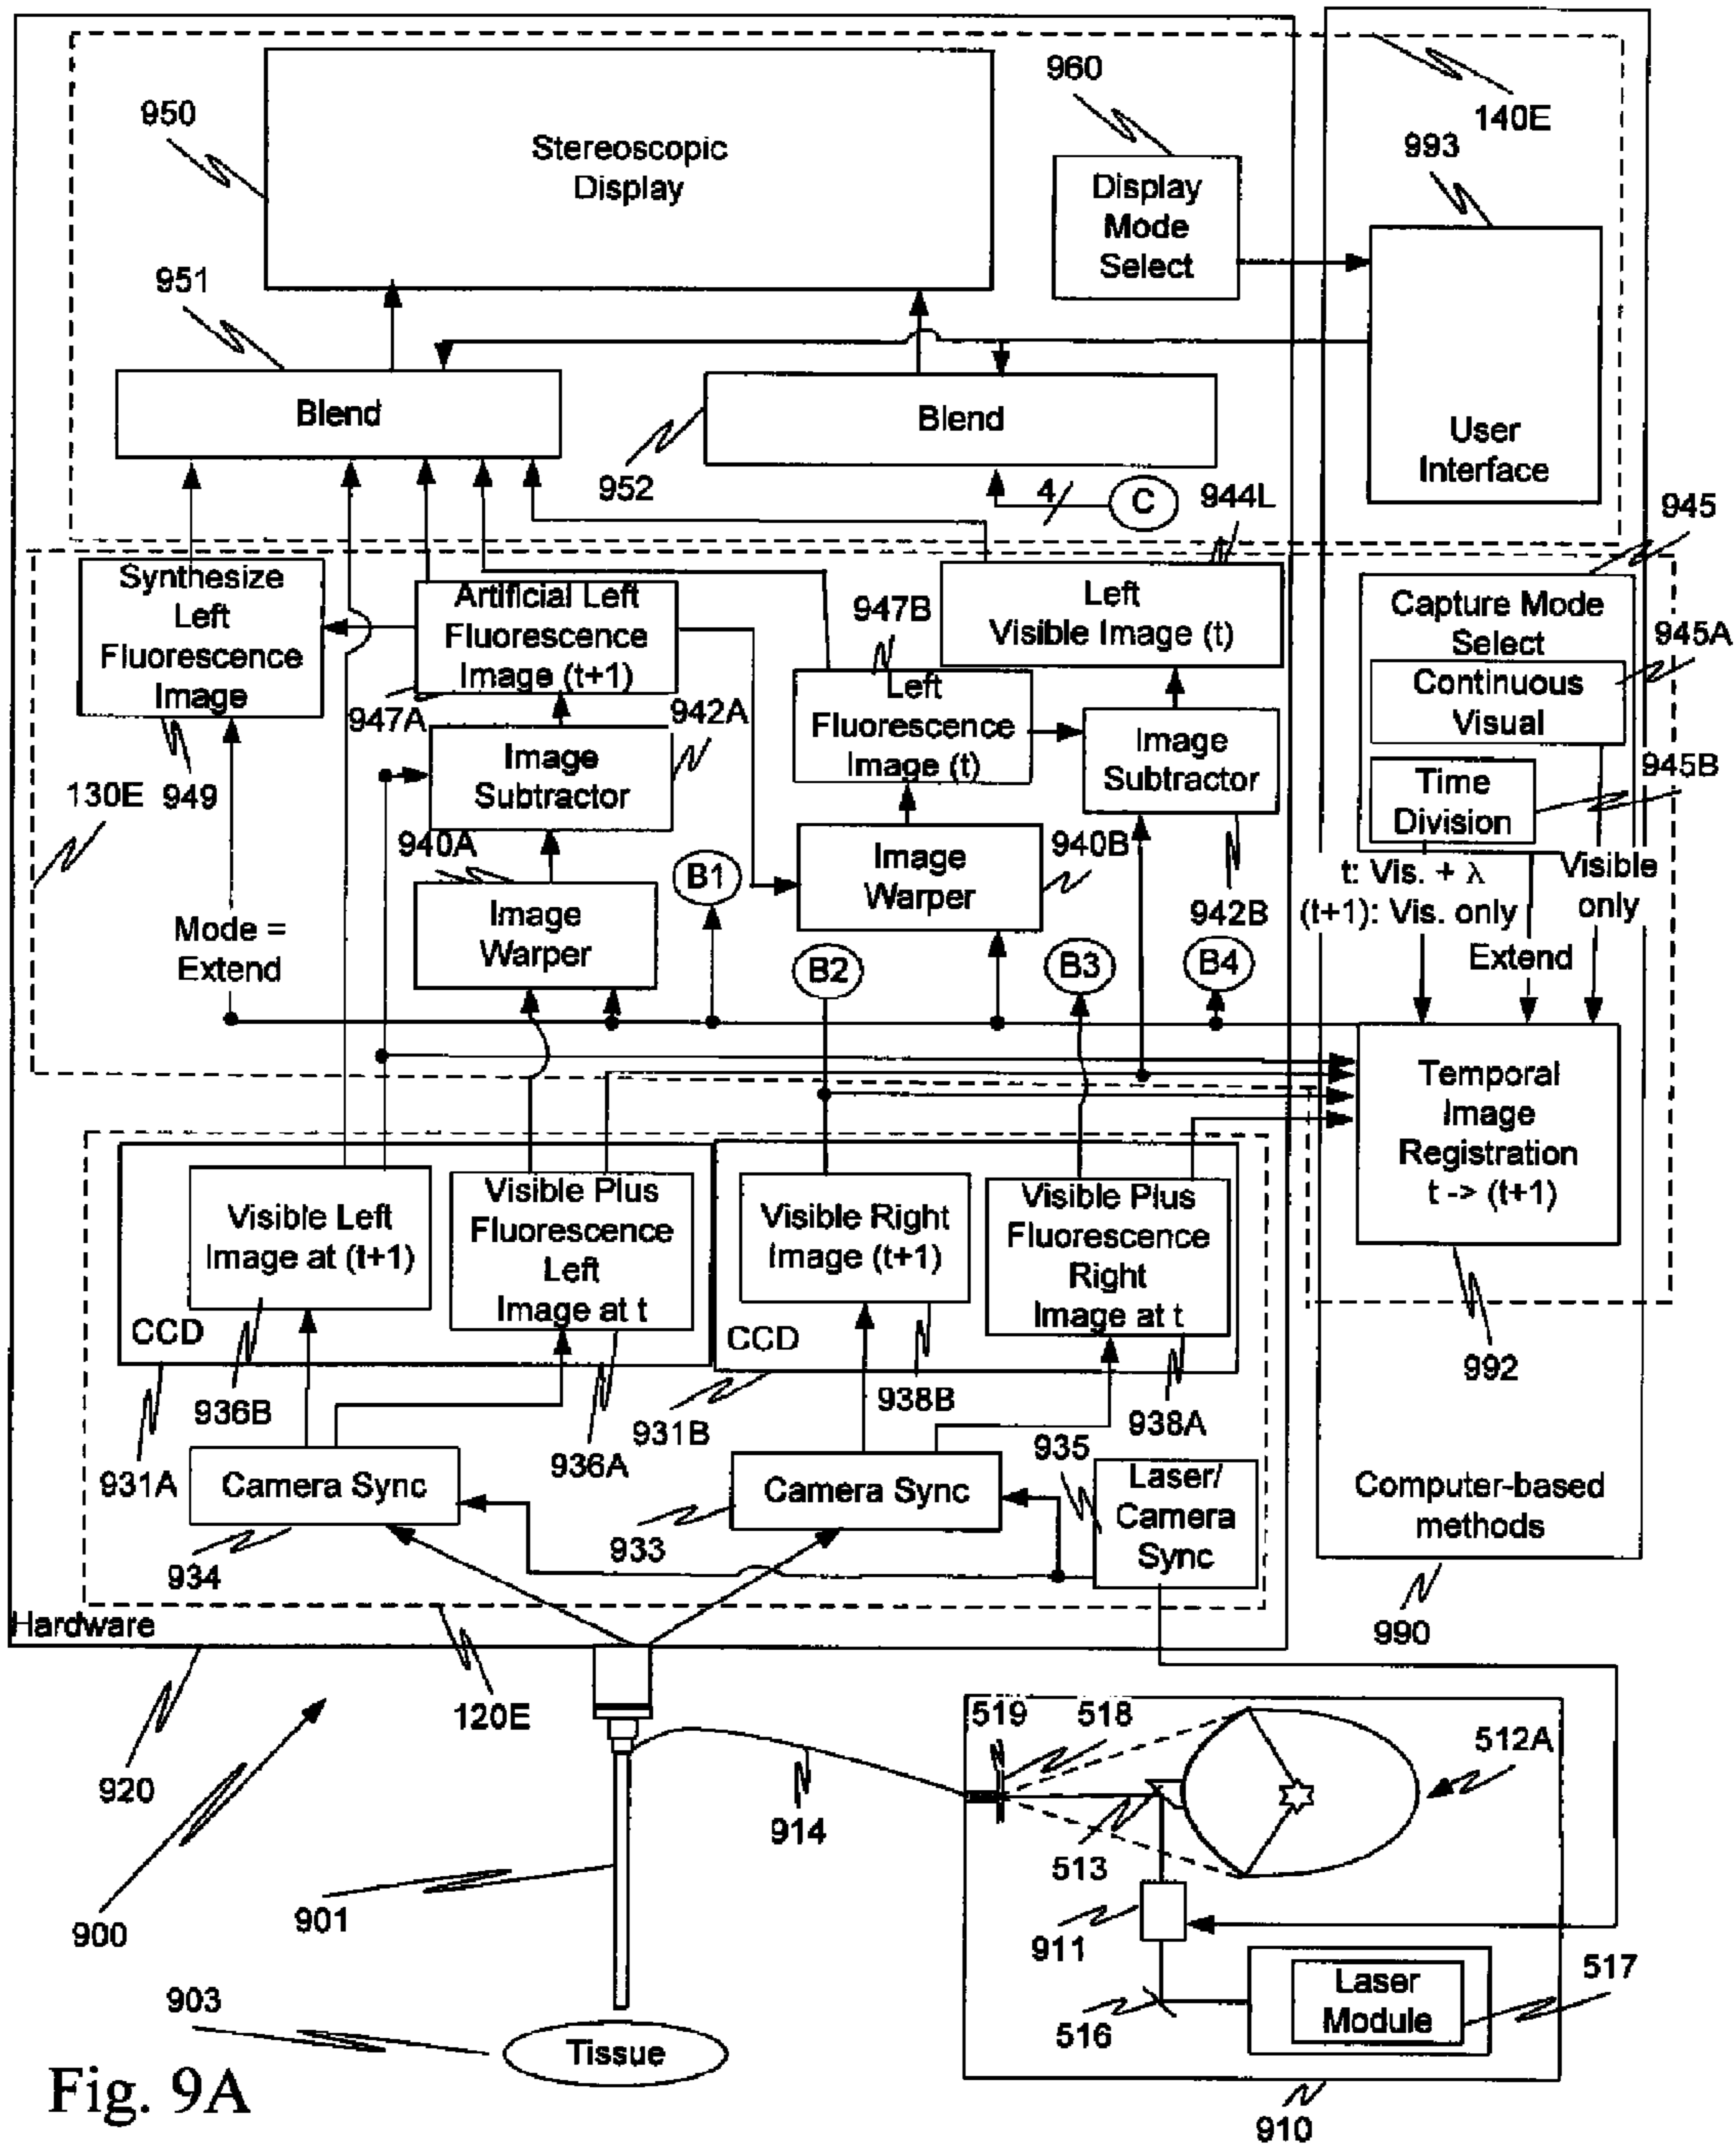 140E
950
Stereoscopic
Display
960
Display
Mode
Select
993
User
Interface
951
Blend
952
Blend
4
C
944L
945
Synthesize
Left
Fluorescence
Image
949
Artificial Left
Fluorescence
Image (t+1)
947A
942A
947B
Left
Visible Image (t)
Left
Fluorescence
Image (t)
Capture Mode
Select
945A
Continuous
Visual
945B
Time
Division
130E
Image
Subtractor
Image
Subtractor
940A
B1
Image
Warper
940B
942B
Image
Warper
Mode =
Extend
B2
B3
B4
t: Vis. + λ
(t+1): Vis. only
Extend
Visible
only
Temporal
Image
Registration
t -> (t+1)
992
Visible Left
Image at (t+1)
Visible Plus
Fluorescence
Left
Image at t
Visible Right
Image (t+1)
Visible Plus
Fluorescence
Right
Image at t
CCD
CCD
936B
931A
936A
931B
938B
938A
935
Camera Sync
934
Camera Sync
933
Laser/
Camera
Sync
Computer-based
methods
990
Hardware
920
120E
900
901
903
Tissue
914
519
518
512A
513
911
516
Laser
Module
517
910
Fig. 9A